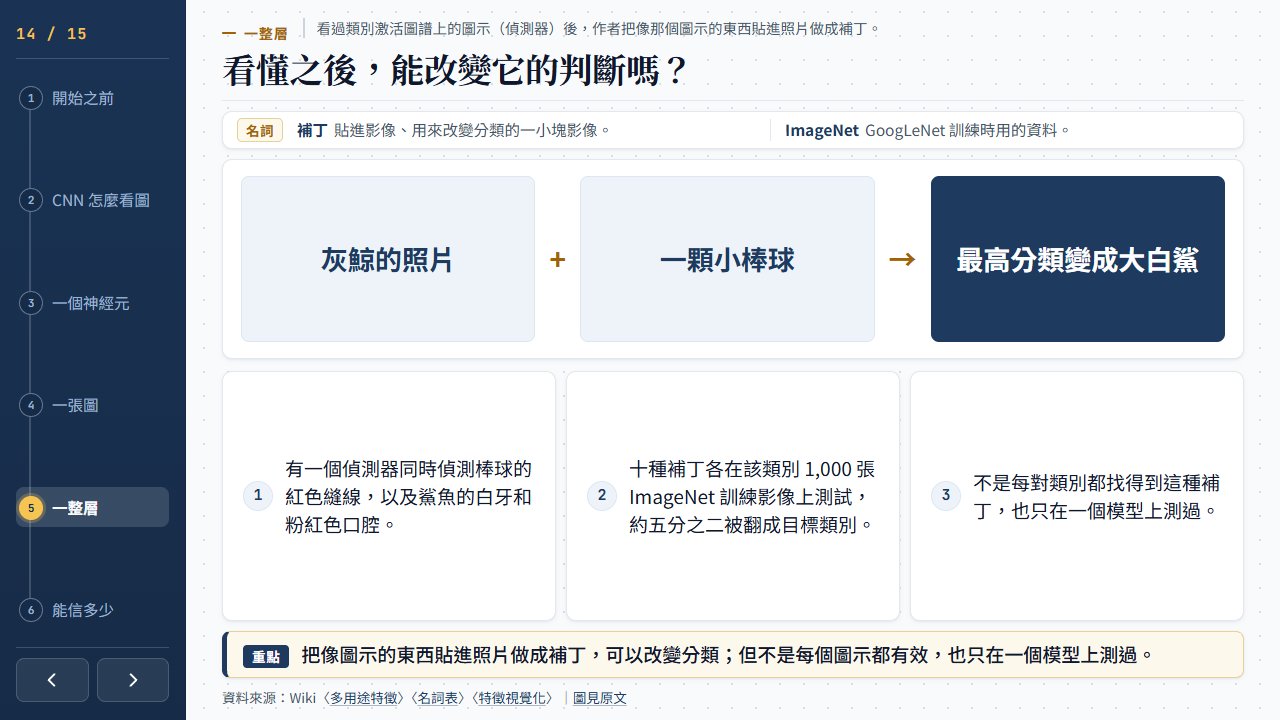 14 / 15
1 開始之前
2 CNN 怎麼看圖
3 一個神經元
4 一張圖
5 一整層
6 能信多少
一 一整層
看過類別激活圖譜上的圖示（偵測器）後，作者把像那個圖示的東西貼進照片做成補丁。
看懂之後，能改變它的判斷嗎？
名詞 補丁 貼進影像、用來改變分類的一小塊影像。
ImageNet GoogLeNet 訓練時用的資料。
灰鯨的照片
+
一顆小棒球
→
最高分類變成大白鯊
1 有一個偵測器同時偵測棒球的
紅色縫線，以及鯊魚的白牙和
粉紅色口腔。
2 十種補丁各在該類別 1,000 張
ImageNet 訓練影像上測試，
約五分之二被翻成目標類別。
3 不是每對類別都找得到這種補
丁，也只在一個模型上測過。
重點 把像圖示的東西貼進照片做成補丁，可以改變分類；但不是每個圖示都有效，也只在一個模型上測過。
資料來源：Wiki〈多用途特徵〉〈名詞表〉〈特徵視覺化〉｜圖見原文